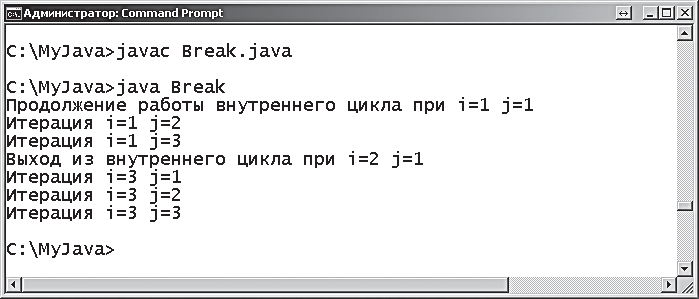 Администратор: Command Prompt
C:\MyJava>javac Break.java
C:\MyJava>java Break
Продолжение работы внутреннего цикла при i=1 j=1
Итерация i=1 j=2
Итерация i=1 j=3
Выход из внутреннего цикла при i=2 j=1
Итерация i=3 j=1
Итерация i=3 j=2
Итерация i=3 j=3
C:\MyJava>